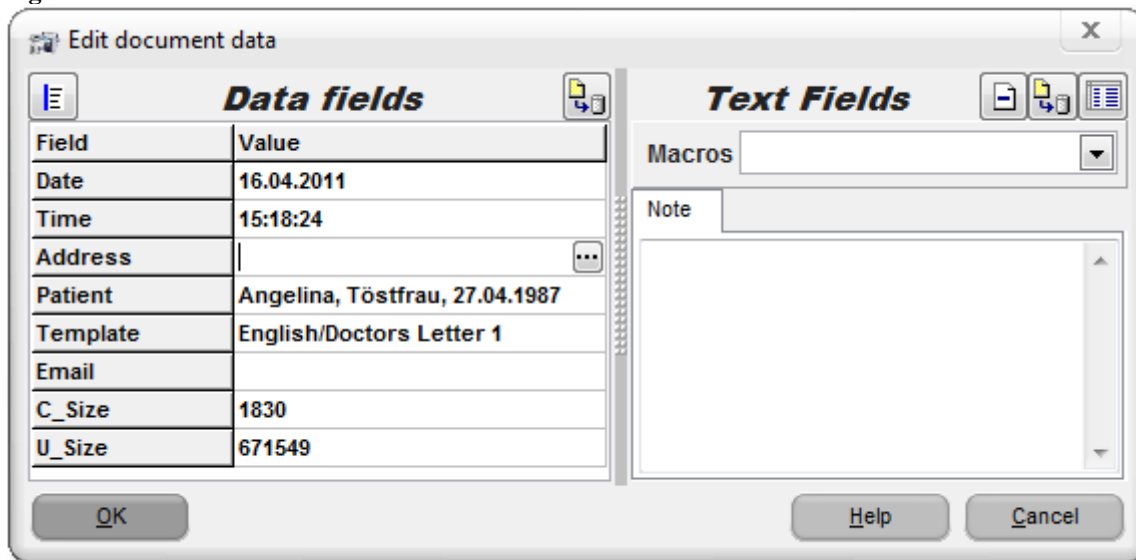 Edit document data
Data fields
Field Value
Date 16.04.2011
Time 15:18:24
Address
Patient Angelina, Töstfrau, 27.04.1987
Template English/Doctors Letter 1
Email
C_Size 1830
U_Size 671549
Text Fields
Macros
Note
OK Help Cancel